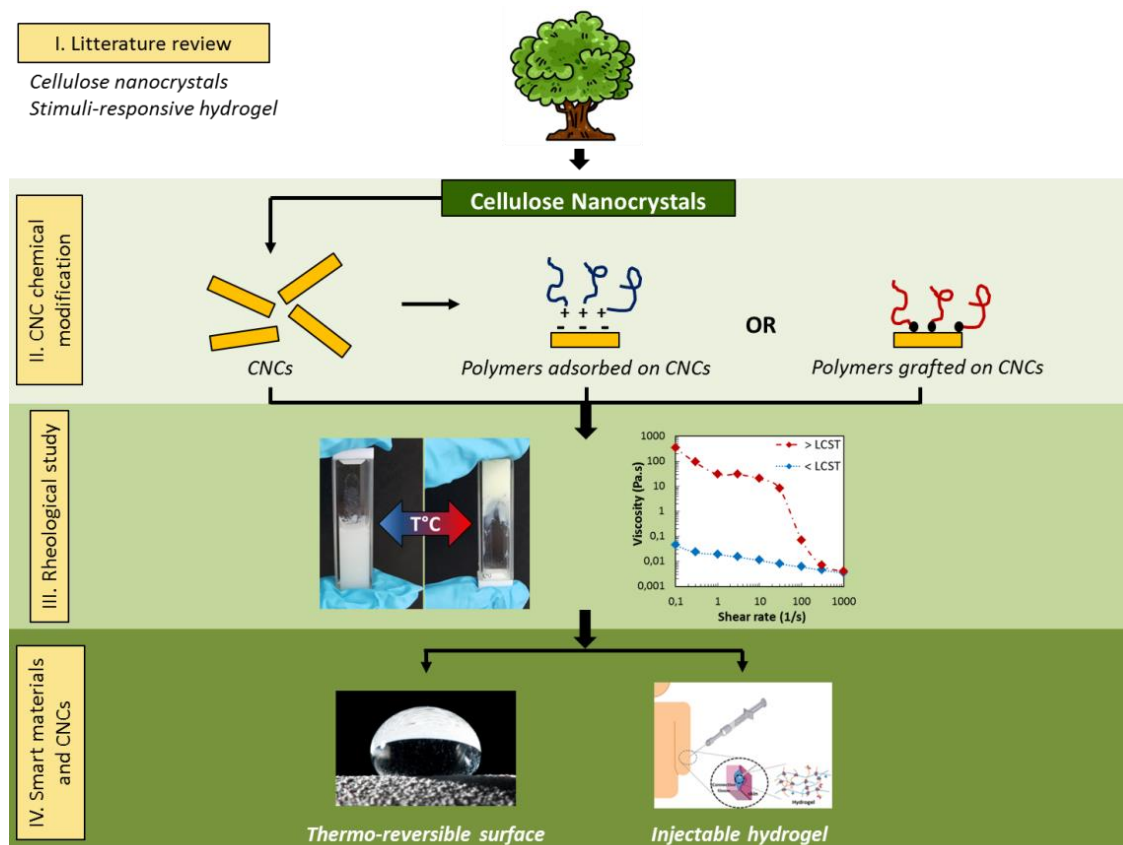 I. Litterature review
Cellulose nanocrystals
Stimuli-responsive hydrogel
II. CNC chemical
modification
Cellulose Nanocrystals
+ + +
- - -
OR
CNCs
Polymers adsorbed on CNCs
Polymers grafted on CNCs
III. Rheological study
T°C
Viscosity (Pa.s)
1000
100
10
1
0,1
0,01
0,001
> LCST
< LCST
0,1 1 10 100 1000
Shear rate (1/s)
IV. Smart materials
and CNCs
Connective
tissue
Hydrogel
Thermo-reversible surface
Injectable hydrogel